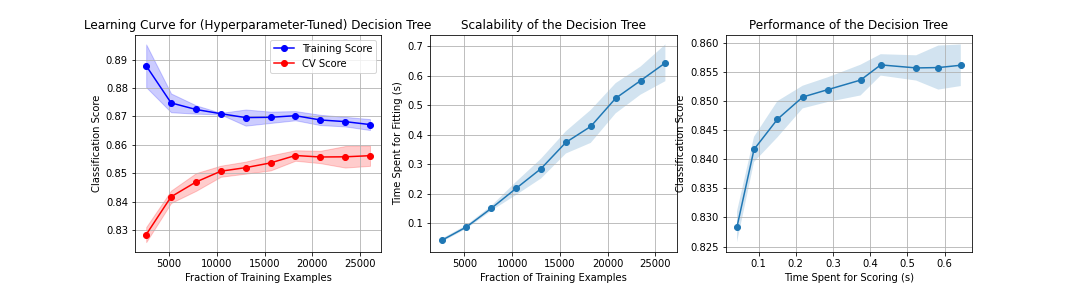 Learning Curve for (Hyperparameter-Tuned) Decision Tree
Classification Score
0.89
0.88
0.87
0.86
0.85
0.84
0.83
Training Score
CV Score
5000 10000 15000 20000 25000
Fraction of Training Examples
Scalability of the Decision Tree
Time Spent for Fitting (s)
0.7
0.6
0.5
0.4
0.3
0.2
0.1
5000 10000 15000 20000 25000
Fraction of Training Examples
Performance of the Decision Tree
Classification Score
0.860
0.855
0.850
0.845
0.840
0.835
0.830
0.825
0.1 0.2 0.3 0.4 0.5 0.6
Time Spent for Scoring (s)